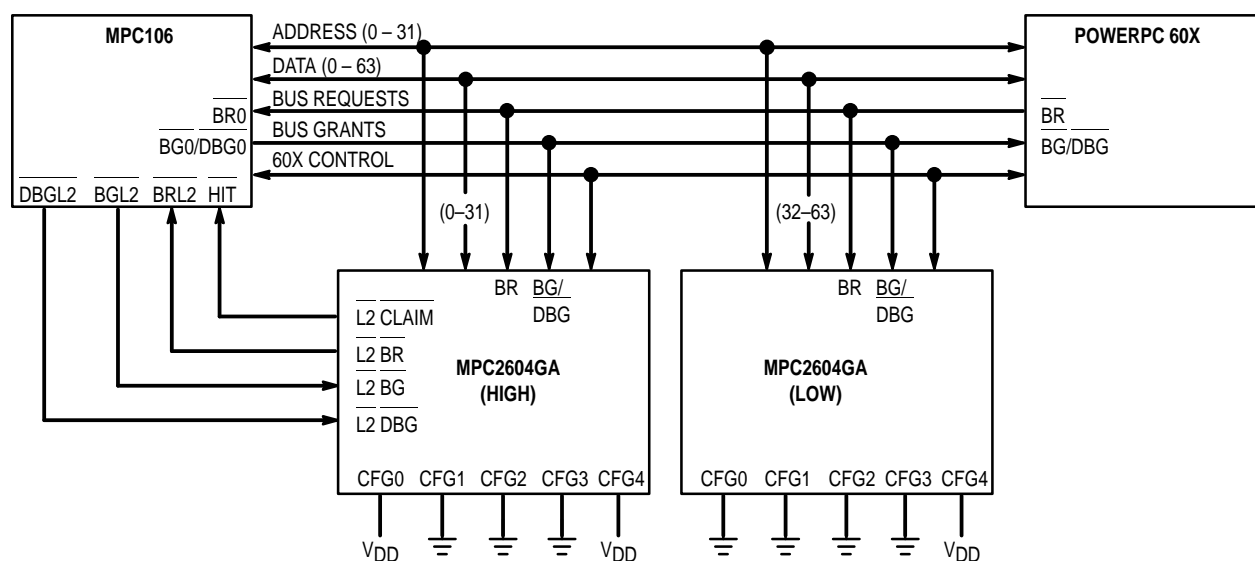 MPC106
ADDRESS (0 – 31)
POWERPC 60X
DATA (0 – 63)
BR0
BUS REQUESTS
BR
BG0/DBG0
BUS GRANTS
BG/DBG
60X CONTROL
DBGL2 BGL2 BRL2 HIT
(0–31)
(32–63)
BR BG/
DBG
BR BG/
DBG
L2 CLAIM
L2 BR
L2 BG
L2 DBG
MPC2604GA
(HIGH)
MPC2604GA
(LOW)
CFG0 CFG1 CFG2 CFG3 CFG4
CFG0 CFG1 CFG2 CFG3 CFG4
VDD
VDD
VDD